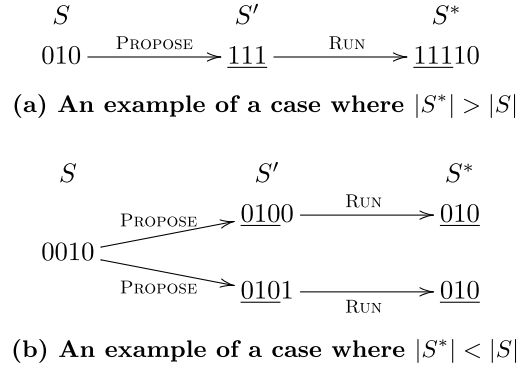 S S′ S*
010 PROPOSE 111 RUN 11110
(a) An example of a case where |S*| > |S|
S S′ S*
PROPOSE 0100 RUN 010
0010
PROPOSE 0101 RUN 010
(b) An example of a case where |S*| < |S|